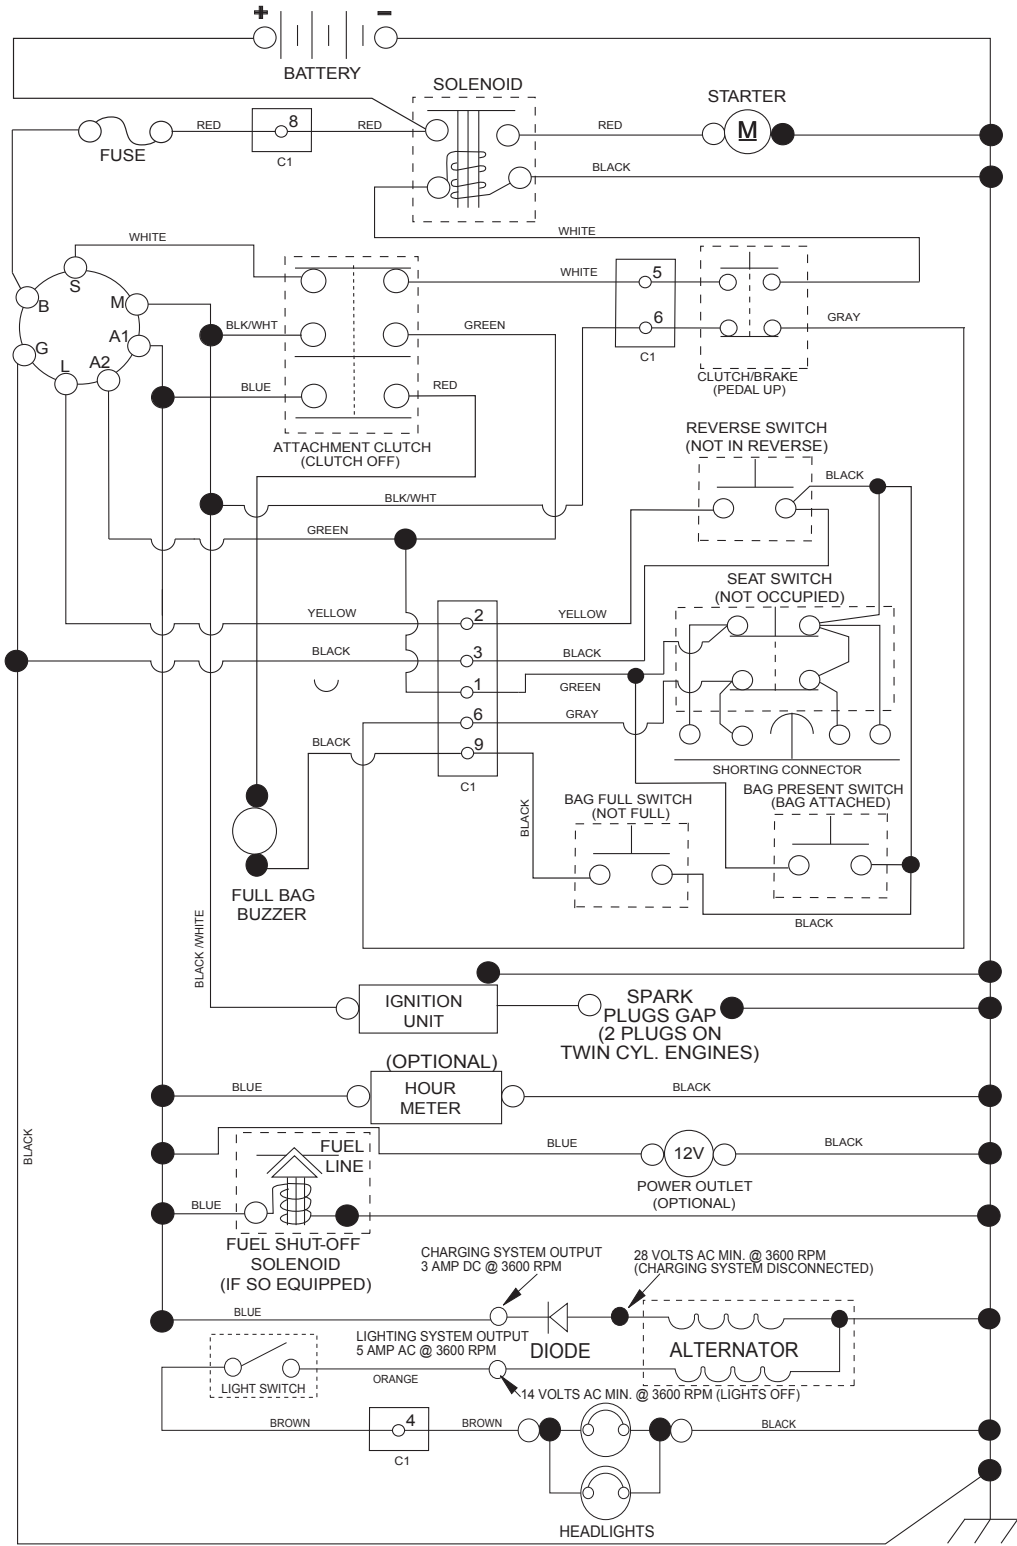 + −
BATTERY
SOLENOID
STARTER
RED
8
RED
RED
M
FUSE
C1
BLACK
WHITE
WHITE
WHITE
5
S
B
M
BLK/WHT
GREEN
6
GRAY
A1
G
C1
L
A2
BLUE
RED
CLUTCH/BRAKE
(PEDAL UP)
ATTACHMENT CLUTCH
(CLUTCH OFF)
REVERSE SWITCH
(NOT IN REVERSE)
BLACK
BLK/WHT
GREEN
SEAT SWITCH
(NOT OCCUPIED)
YELLOW
2
YELLOW
BLACK
3
BLACK
1
GREEN
6
GRAY
BLACK
9
SHORTING CONNECTOR
C1
BAG FULL SWITCH
(NOT FULL)
BAG PRESENT SWITCH
(BAG ATTACHED)
BLACK
FULL BAG
BUZZER
BLACK
BLACK /WHITE
IGNITION
UNIT
SPARK
PLUGS GAP
(2 PLUGS ON
TWIN CYL. ENGINES)
(OPTIONAL)
BLUE
HOUR
METER
BLACK
BLACK
FUEL
LINE
BLUE
12V
BLACK
POWER OUTLET
(OPTIONAL)
BLUE
FUEL SHUT-OFF
SOLENOID
(IF SO EQUIPPED)
CHARGING SYSTEM OUTPUT
3 AMP DC @ 3600 RPM
28 VOLTS AC MIN. @ 3600 RPM
(CHARGING SYSTEM DISCONNECTED)
BLUE
LIGHTING SYSTEM OUTPUT
5 AMP AC @ 3600 RPM
DIODE
ALTERNATOR
LIGHT SWITCH
ORANGE
14 VOLTS AC MIN. @ 3600 RPM (LIGHTS OFF)
BROWN
4
BROWN
BLACK
C1
HEADLIGHTS